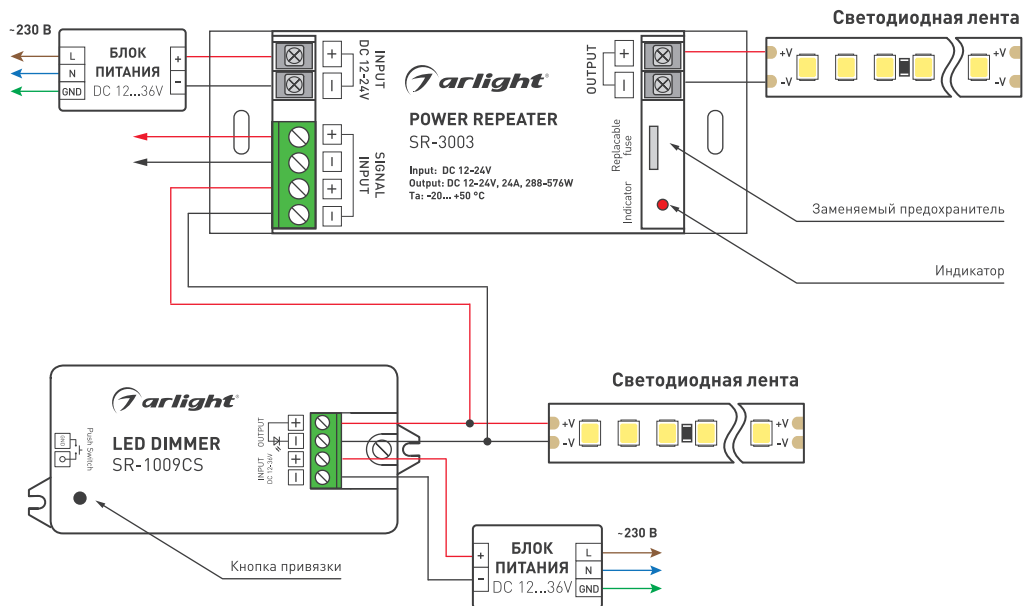 ~230 В
L
N
GND
БЛОК
ПИТАНИЯ
DC 12...36V
+
−
INPUT
DC 12-24V
+
−
SIGNAL
INPUT
+
−
+
−
arlight
POWER REPEATER
SR-3003
Input: DC 12-24V
Output: DC 12-24V, 24A, 288-576W
Ta: -20... +50 °C
OUTPUT
+
−
Replacable
fuse
Indicator
Светодиодная лента
+V
-V
+V
-V
Заменяемый предохранитель
Индикатор
arlight
LED DIMMER
SR-1009CS
Push Switch
GND
OUTPUT
+
−
INPUT
DC 12-36V
+
−
Кнопка привязки
Светодиодная лента
+V
-V
+V
-V
+
−
БЛОК
ПИТАНИЯ
DC 12...36V
L
N
GND
~230 В